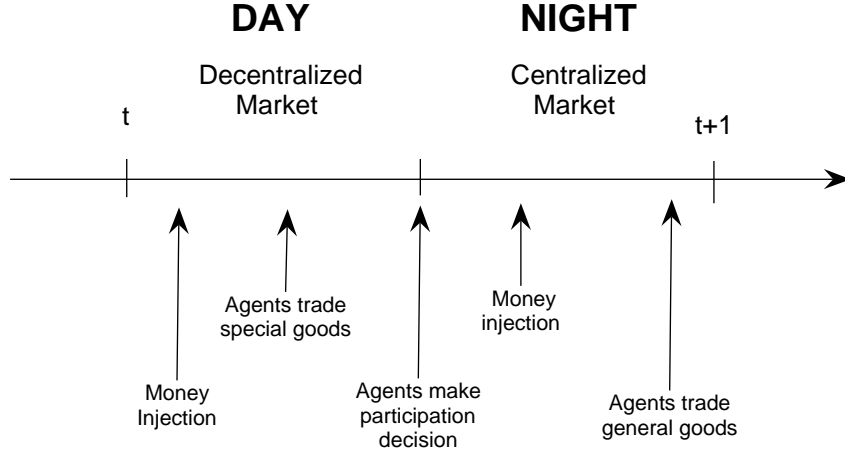 DAY
NIGHT
Decentralized
Market
Centralized
Market
t
t+1
Agents trade
special goods
Money
injection
Money
Injection
Agents make
participation
decision
Agents trade
general goods